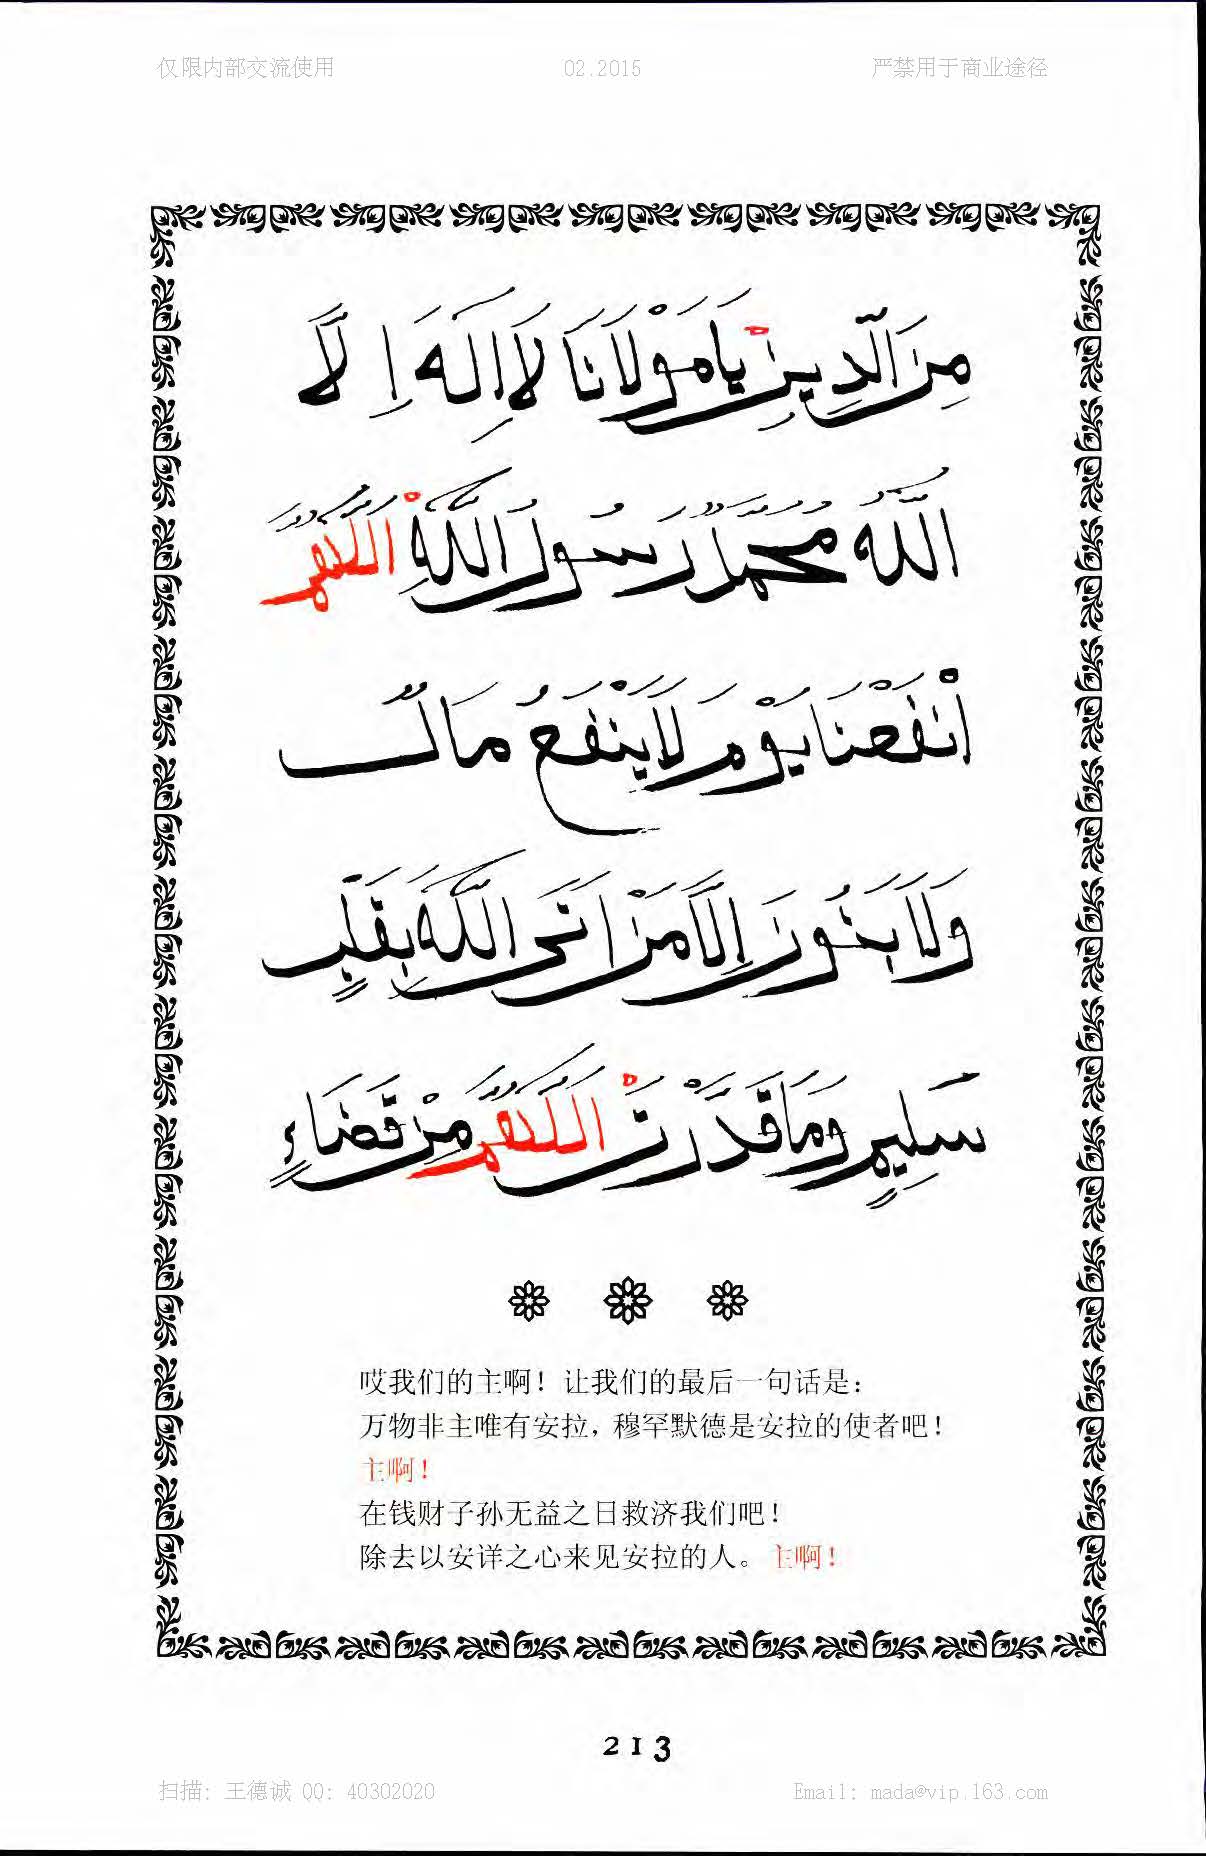 仅限内部交流使用 02.2015 严禁用于商业途径
مِنَ الدِّينِ يَا مَوْلَانَا لَا اِلَهَ اِلَّا
اللَّهُ مُحَمَّدٌ رَسُولُ اللَّهِ اَللَّهُمَّ
اَنْفَعْنَا يَوْمَ لَا يَنْفَعُ مَالٌ
وَلَا بَنُونَ اِلَّا مَنْ اَتَى اللَّهَ بِقَلْبٍ
سَلِيمٍ وَمَا قَدَّرْتَ اَللَّهُمَّ مِنْ قَضَاءٍ
哎我们的主啊！让我们的最后一句话是：
万物非主唯有安拉，穆罕默德是安拉的使者吧！
主啊！
在钱财子孙无益之日救济我们吧！
除去以安详之心来见安拉的人。主啊！
213
扫描: 王德诚 QQ: 40302020 Email: mada@vip.163.com